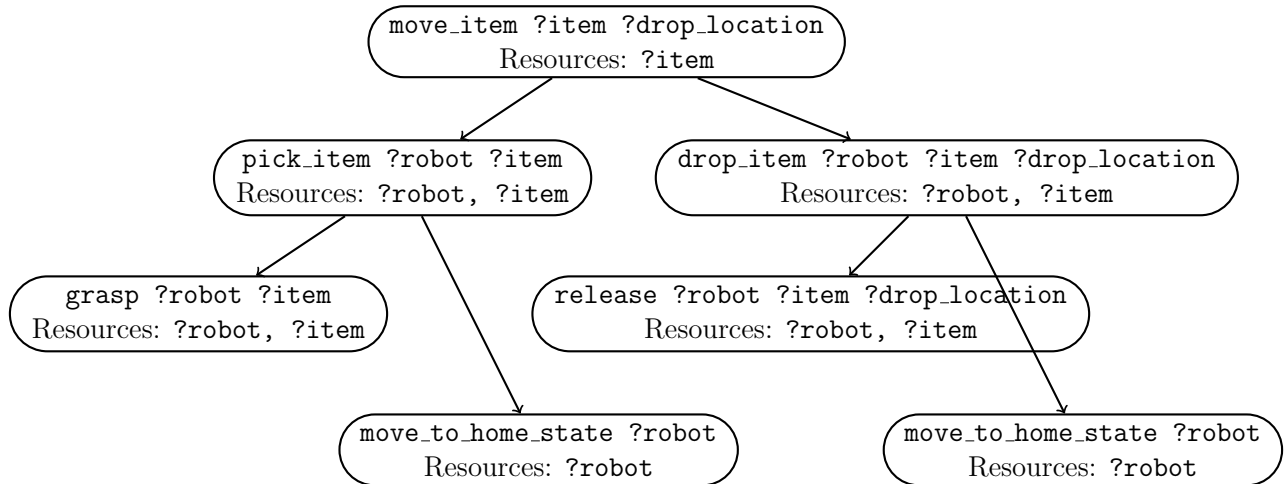 move_item ?item ?drop_location
Resources: ?item
pick_item ?robot ?item
Resources: ?robot, ?item
drop_item ?robot ?item ?drop_location
Resources: ?robot, ?item
grasp ?robot ?item
Resources: ?robot, ?item
release ?robot ?item ?drop_location
Resources: ?robot, ?item
move_to_home_state ?robot
Resources: ?robot
move_to_home_state ?robot
Resources: ?robot